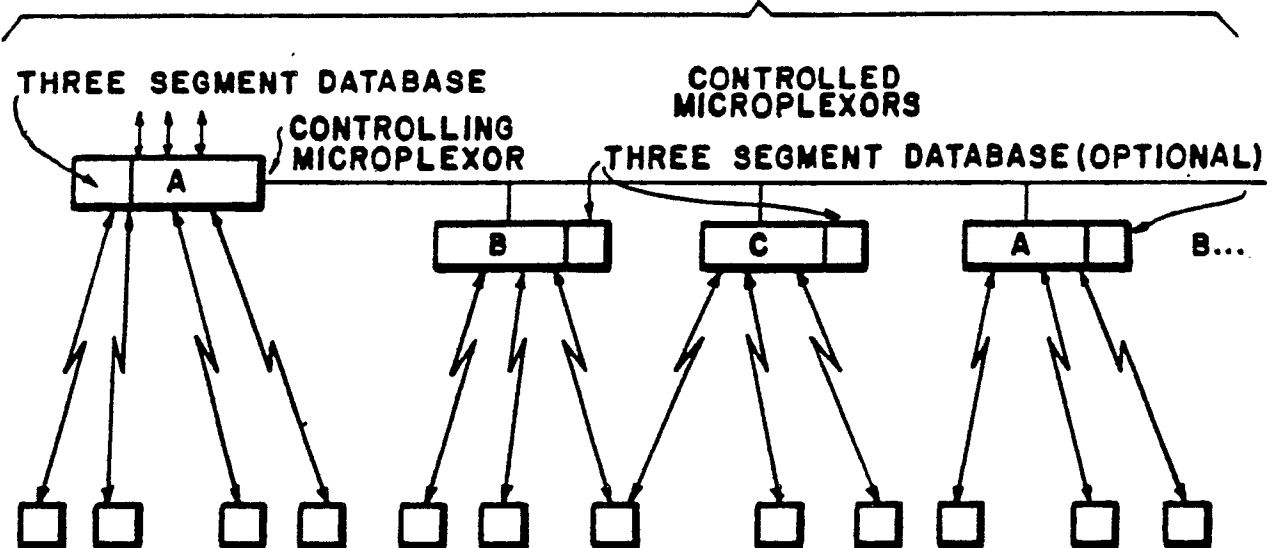 THREE SEGMENT DATABASE
CONTROLLED
MICROPLEXORS
CONTROLLING
MICROPLEXOR
THREE SEGMENT DATABASE (OPTIONAL)
A
B
C
A
B...